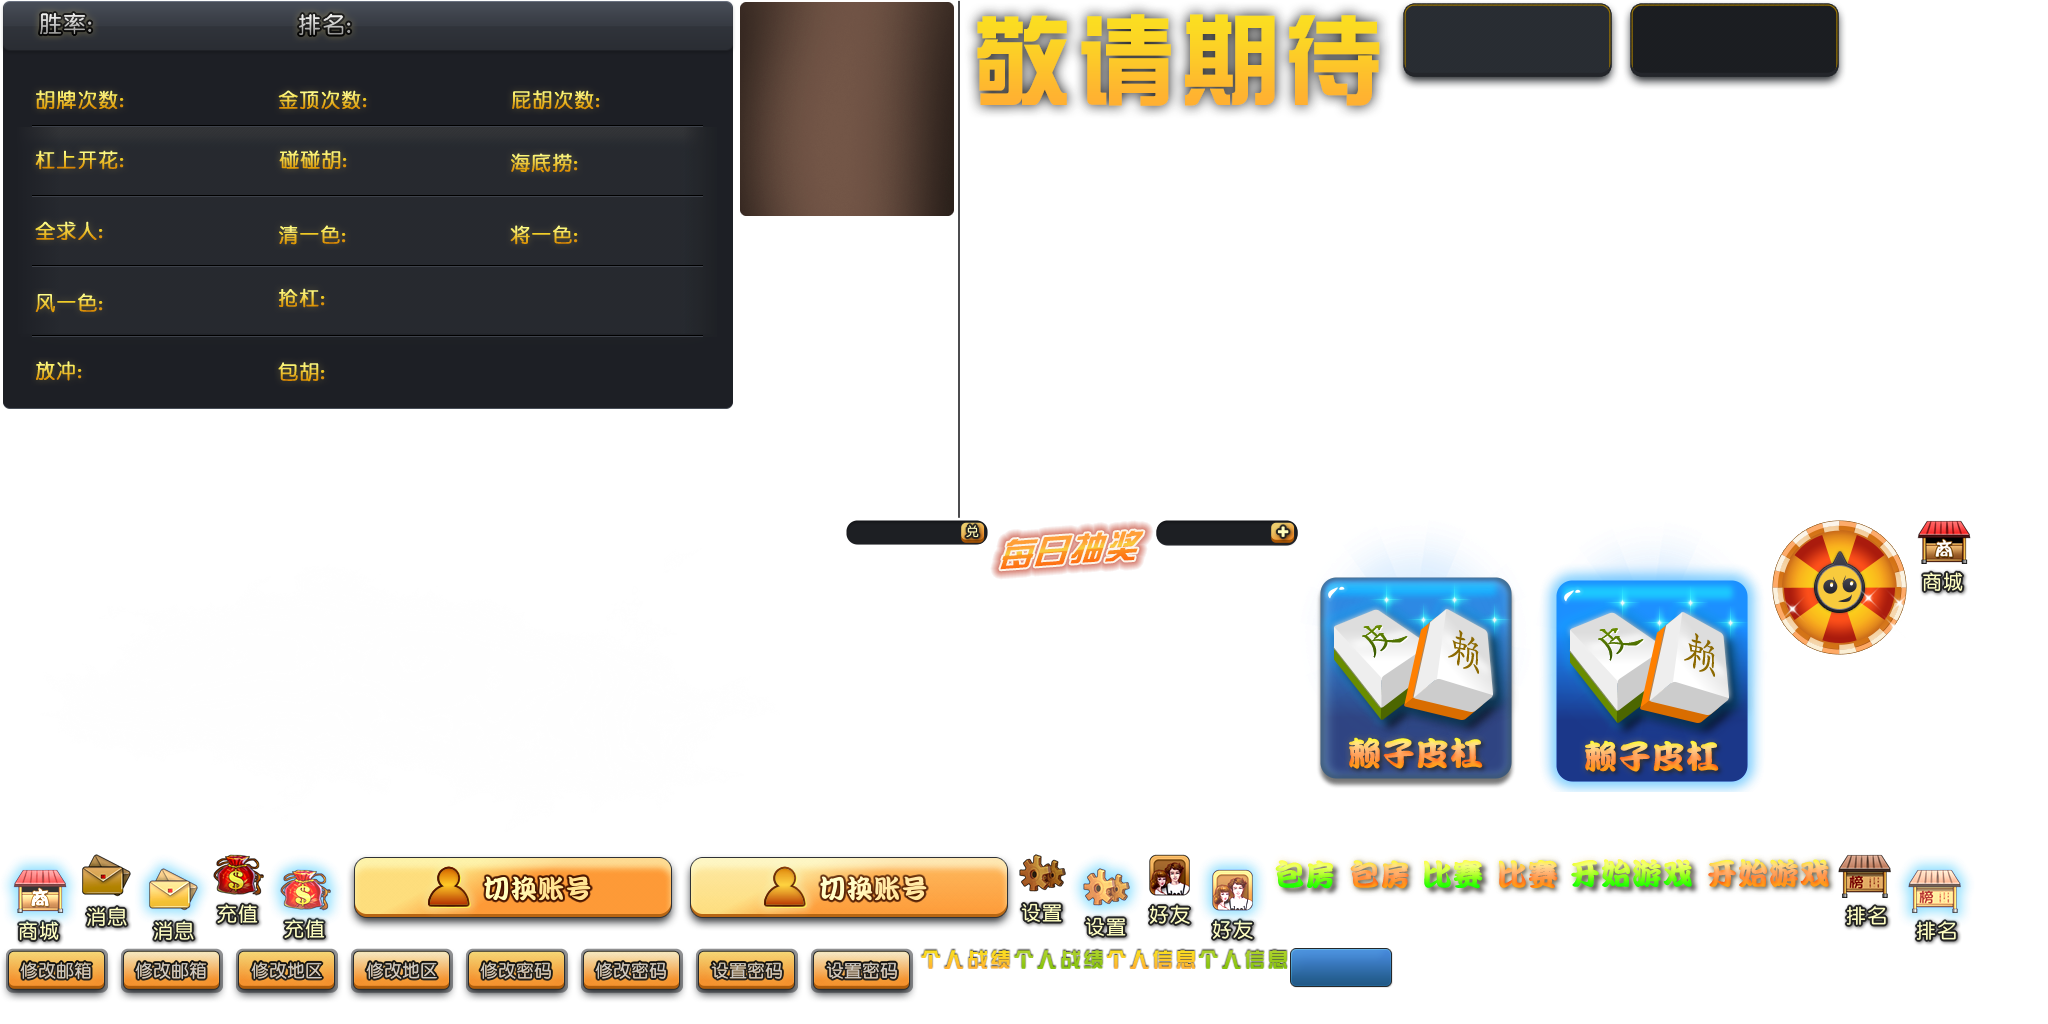 胜率: 排名:
胡牌次数: 金顶次数: 屁胡次数:
杠上开花: 碰碰胡: 海底捞:
全求人: 清一色: 将一色:
风一色: 抢杠:
放冲: 包胡:
敬请期待
兑
每日抽奖
皮 赖
赖子皮杠
皮 赖
赖子皮杠
商
商城
商
商城
消息
消息
充值
充值
切换账号
切换账号
设置
设置
好友
好友
包房 包房 比赛 比赛 开始游戏 开始游戏
榜
排名
榜
排名
修改邮箱 修改邮箱 修改地区 修改地区 修改密码 修改密码 设置密码 设置密码
个人战绩 个人战绩 个人信息 个人信息